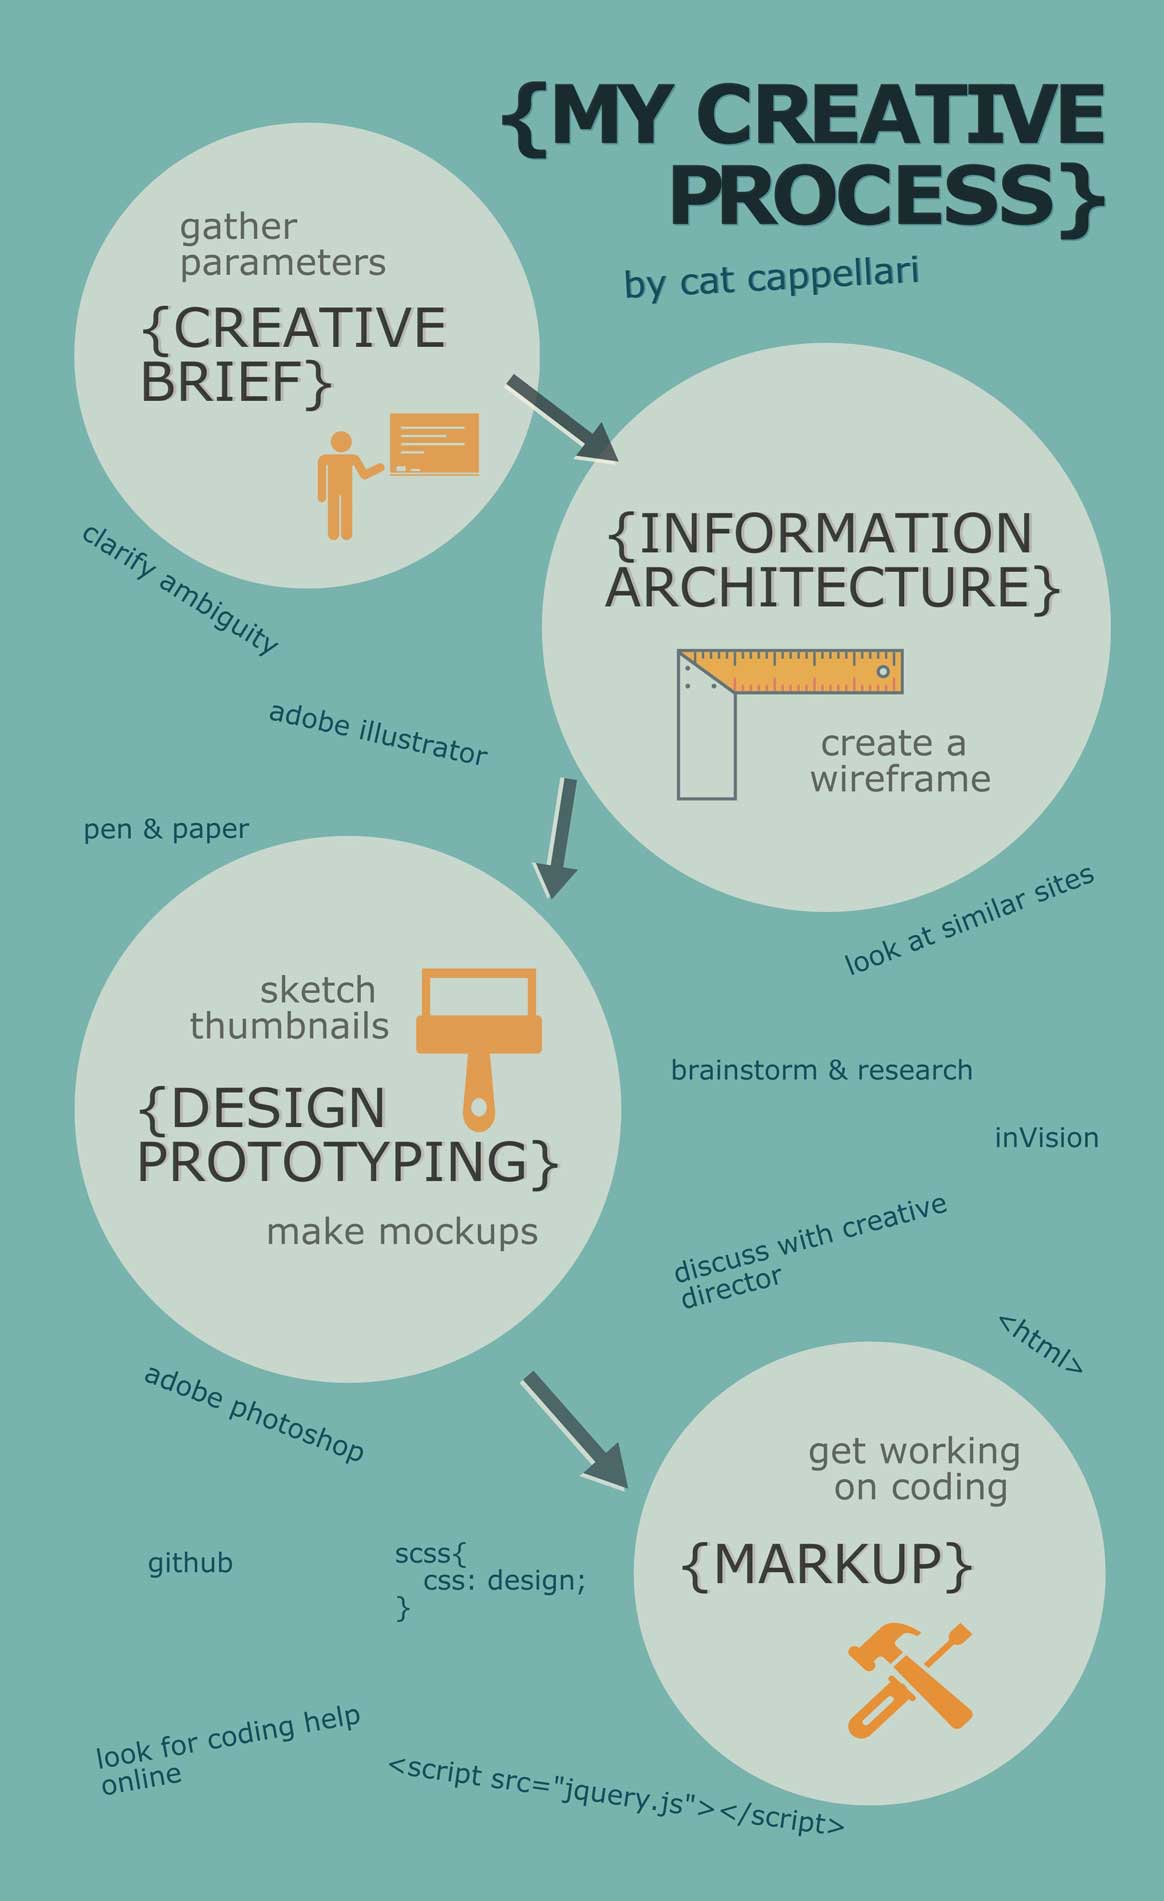 {MY CREATIVE
PROCESS}
by cat cappellari
gather
parameters
{CREATIVE
BRIEF}
clarify ambiguity
{INFORMATION
ARCHITECTURE}
create a
wireframe
adobe illustrator
pen & paper
look at similar sites
sketch
thumbnails
{DESIGN
PROTOTYPING}
make mockups
brainstorm & research
inVision
discuss with creative
director
<html>
adobe photoshop
get working
on coding
{MARKUP}
github
scss{
css: design;
}
look for coding help
online
<script src="jquery.js"></script>